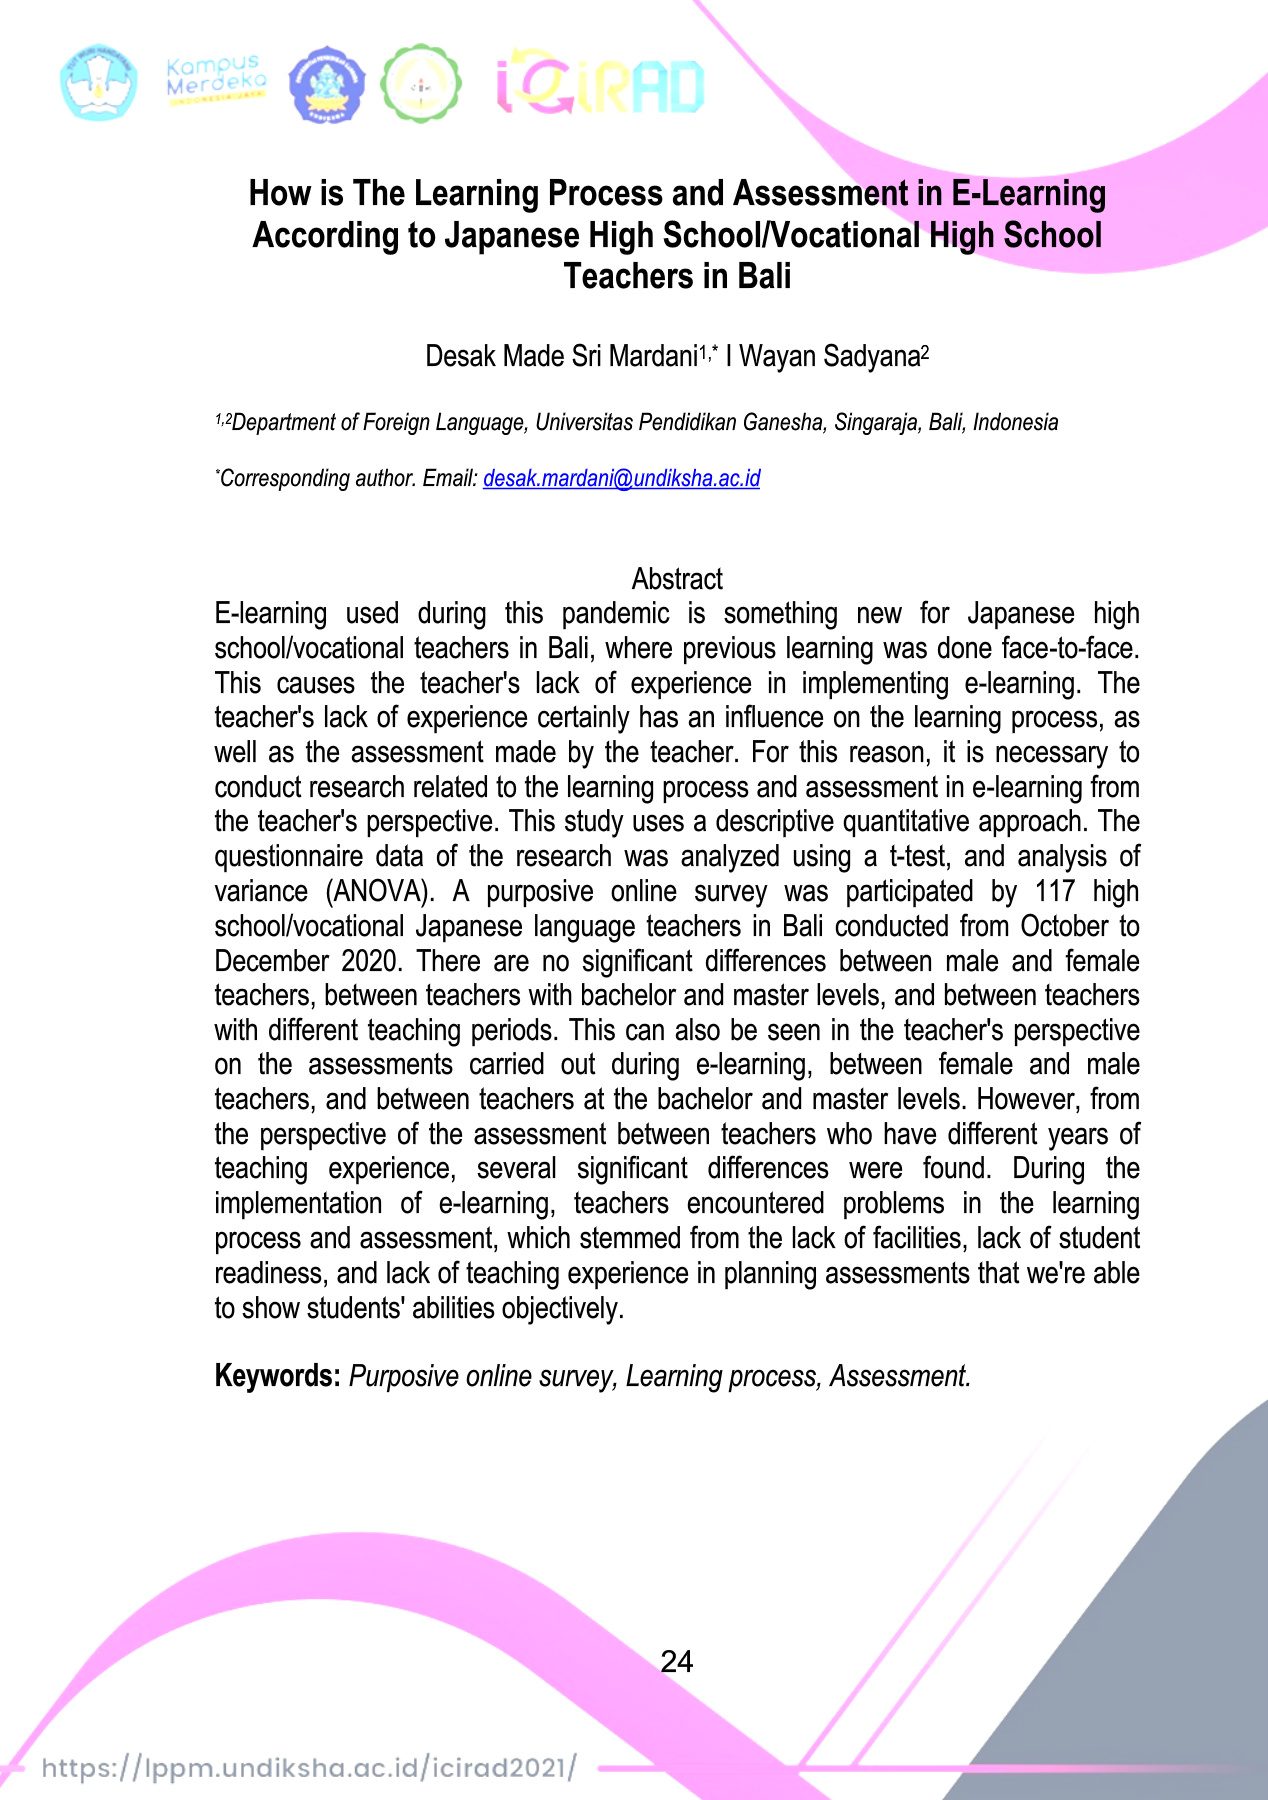 TUT WURI HANDAYANI
Kampus
Merdeka
INDONESIA JAYA
UNDIKSHA
iCiRAD
How is The Learning Process and Assessment in E-Learning
According to Japanese High School/Vocational High School
Teachers in Bali
Desak Made Sri Mardani1,* I Wayan Sadyana2
1,2Department of Foreign Language, Universitas Pendidikan Ganesha, Singaraja, Bali, Indonesia
*Corresponding author. Email: desak.mardani@undiksha.ac.id
Abstract
E-learning used during this pandemic is something new for Japanese high
school/vocational teachers in Bali, where previous learning was done face-to-face.
This causes the teacher's lack of experience in implementing e-learning. The
teacher's lack of experience certainly has an influence on the learning process, as
well as the assessment made by the teacher. For this reason, it is necessary to
conduct research related to the learning process and assessment in e-learning from
the teacher's perspective. This study uses a descriptive quantitative approach. The
questionnaire data of the research was analyzed using a t-test, and analysis of
variance (ANOVA). A purposive online survey was participated by 117 high
school/vocational Japanese language teachers in Bali conducted from October to
December 2020. There are no significant differences between male and female
teachers, between teachers with bachelor and master levels, and between teachers
with different teaching periods. This can also be seen in the teacher's perspective
on the assessments carried out during e-learning, between female and male
teachers, and between teachers at the bachelor and master levels. However, from
the perspective of the assessment between teachers who have different years of
teaching experience, several significant differences were found. During the
implementation of e-learning, teachers encountered problems in the learning
process and assessment, which stemmed from the lack of facilities, lack of student
readiness, and lack of teaching experience in planning assessments that we're able
to show students' abilities objectively.
Keywords: Purposive online survey, Learning process, Assessment.
24
https://lppm.undiksha.ac.id/icirad2021/